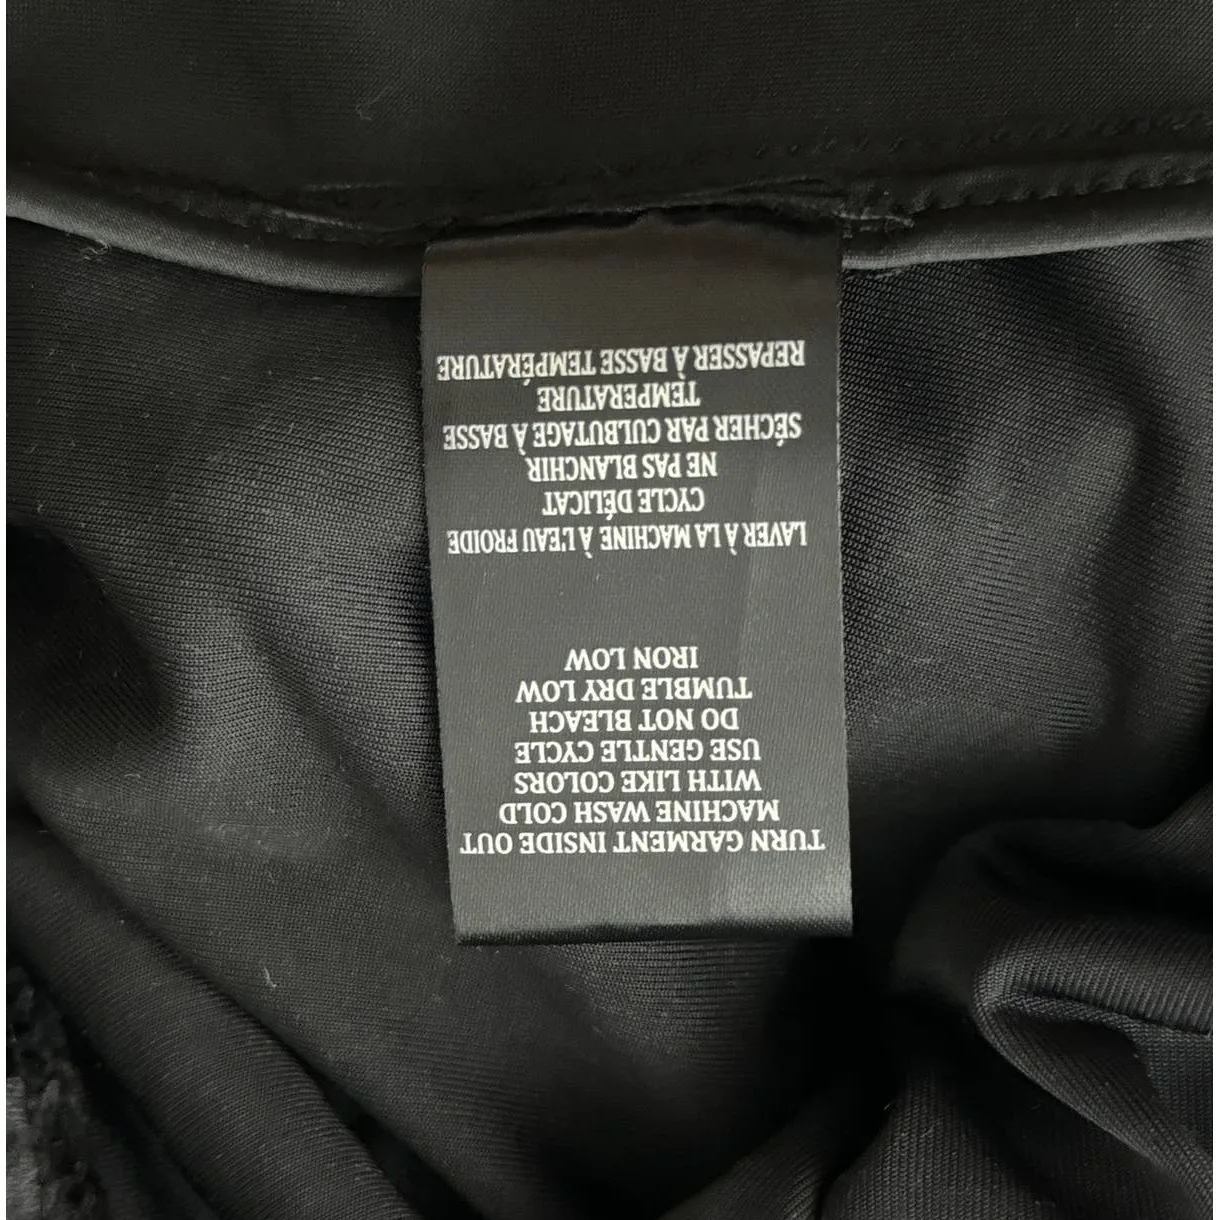 TURN GARMENT INSIDE OUT
MACHINE WASH COLD
WITH LIKE COLORS
USE GENTLE CYCLE
DO NOT BLEACH
TUMBLE DRY LOW
IRON LOW
LAVER À LA MACHINE À L'EAU FROIDE
CYCLE DÉLICAT
NE PAS BLANCHIR
SÉCHER PAR CULBUTAGE À BASSE
TEMPERATURE
REPASSER À BASSE TEMPÉRATURE